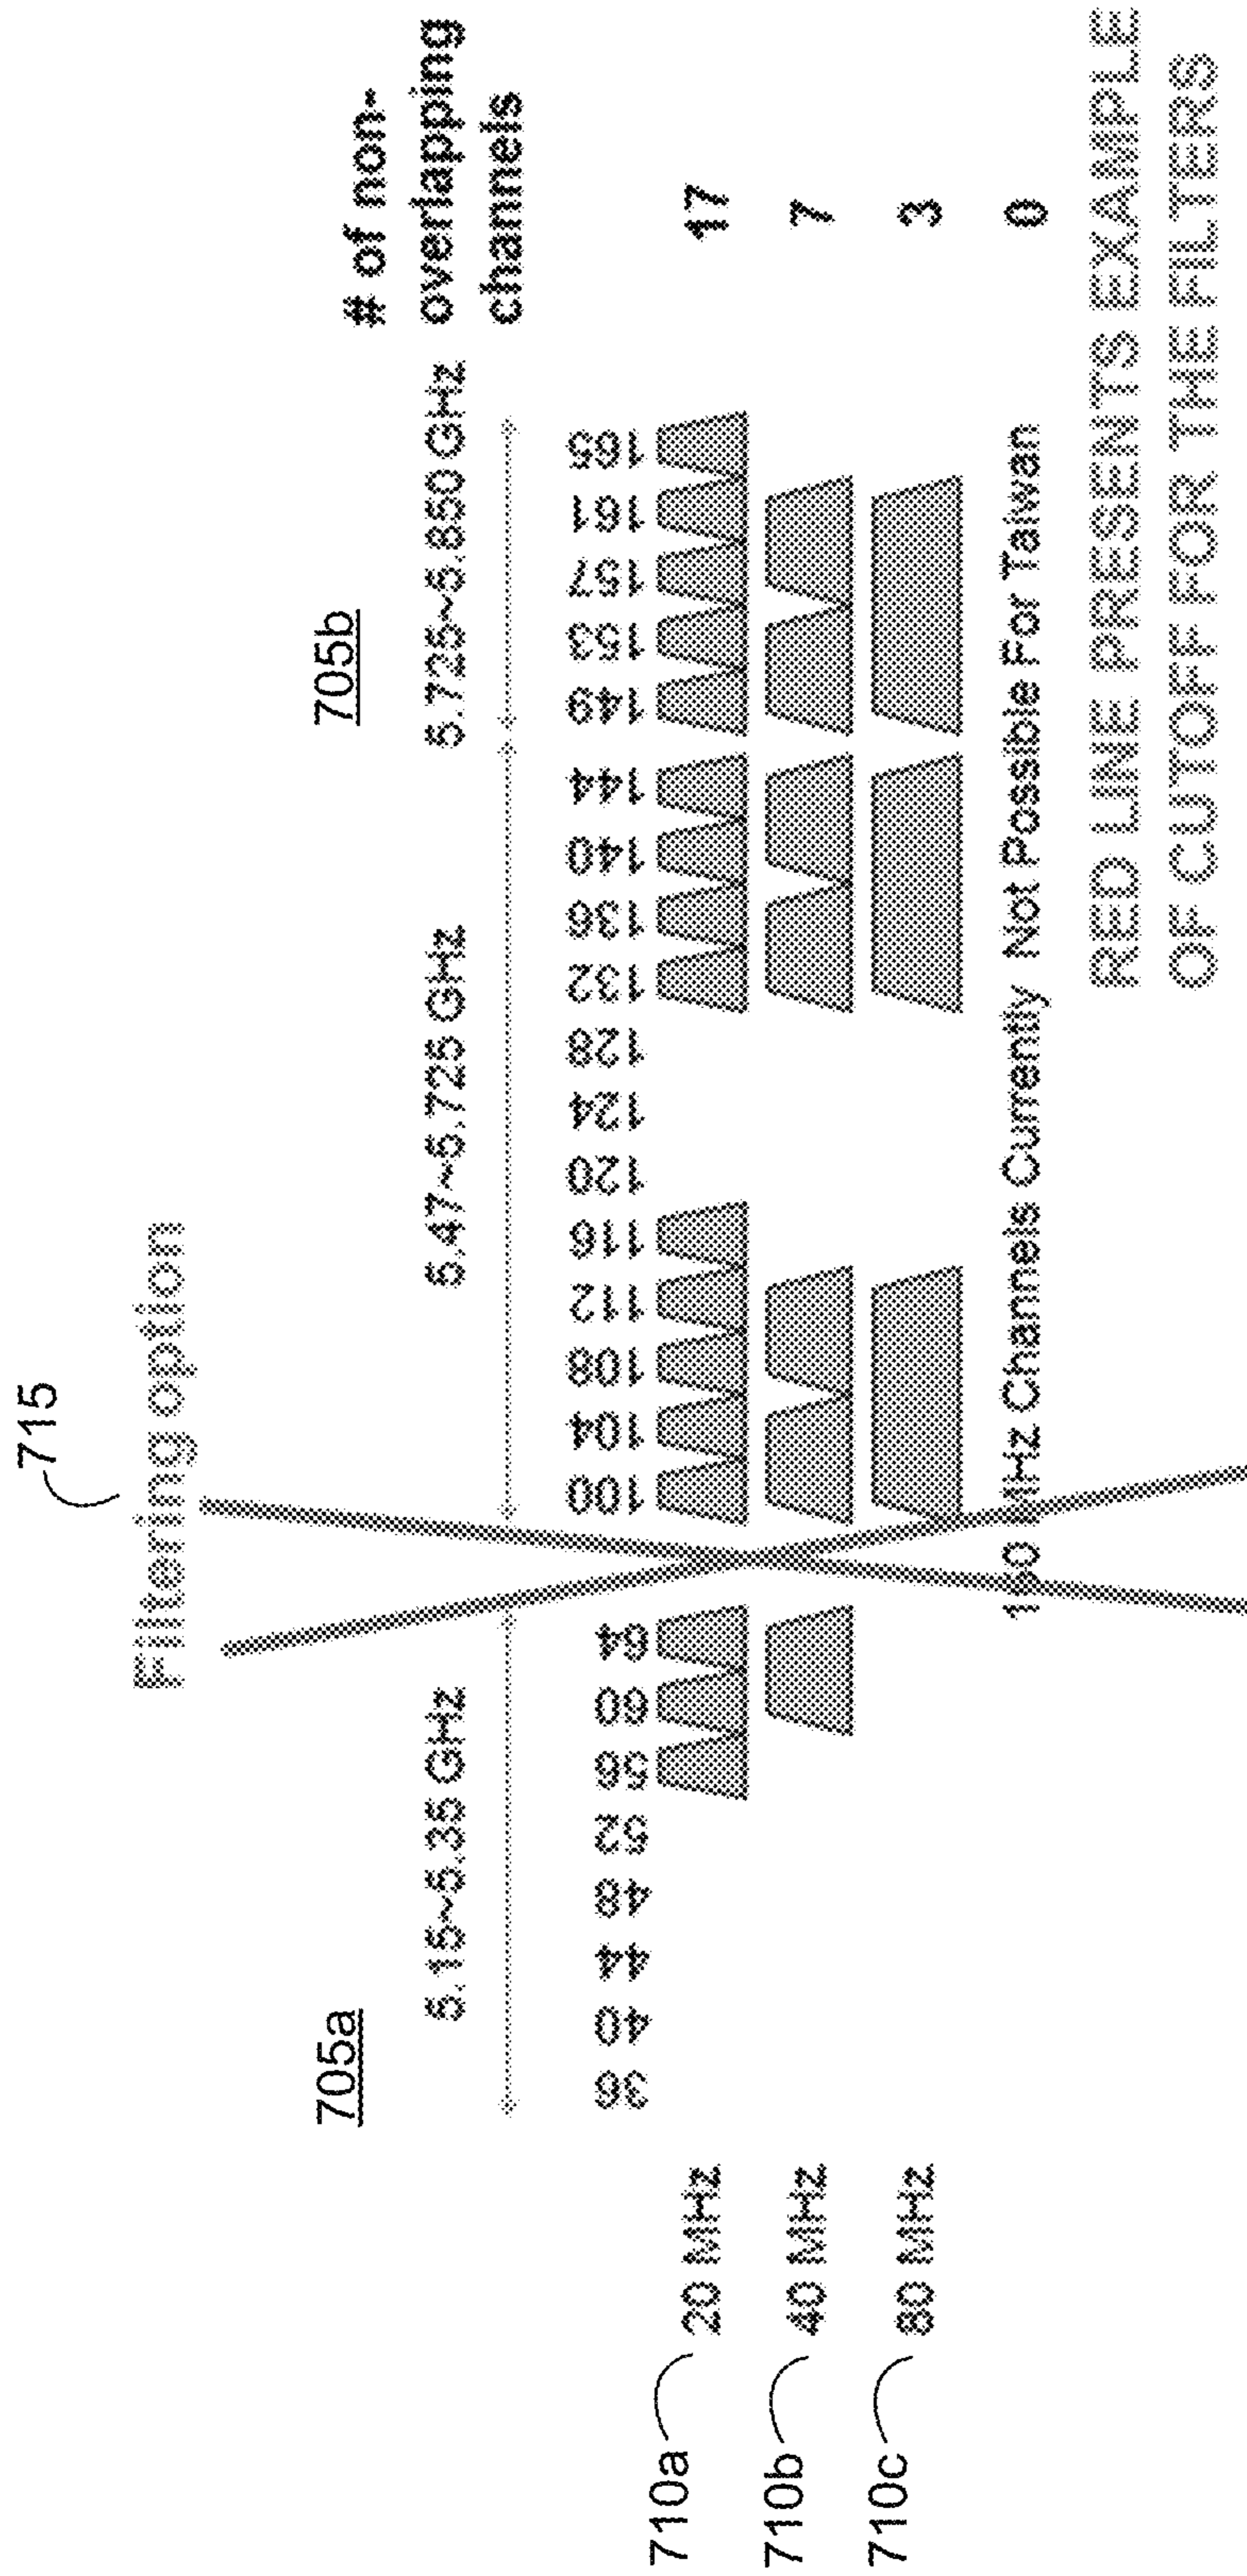 715
Filtering option
705a
705b
# of non-
overlapping
channels
5.15~5.35 GHz
5.47~5.725 GHz
5.725~5.850 GHz
36 40 44 48 52 56 60 64 100 104 108 112 116 120 124 128 132 136 140 144 149 153 157 161 165
710a 20 MHz 17
710b 40 MHz 7
710c 80 MHz 3
160 MHz Channels Currently Not Possible For Taiwan 0
RED LINE PRESENTS EXAMPLE
OF CUTOFF FOR THE FILTERS